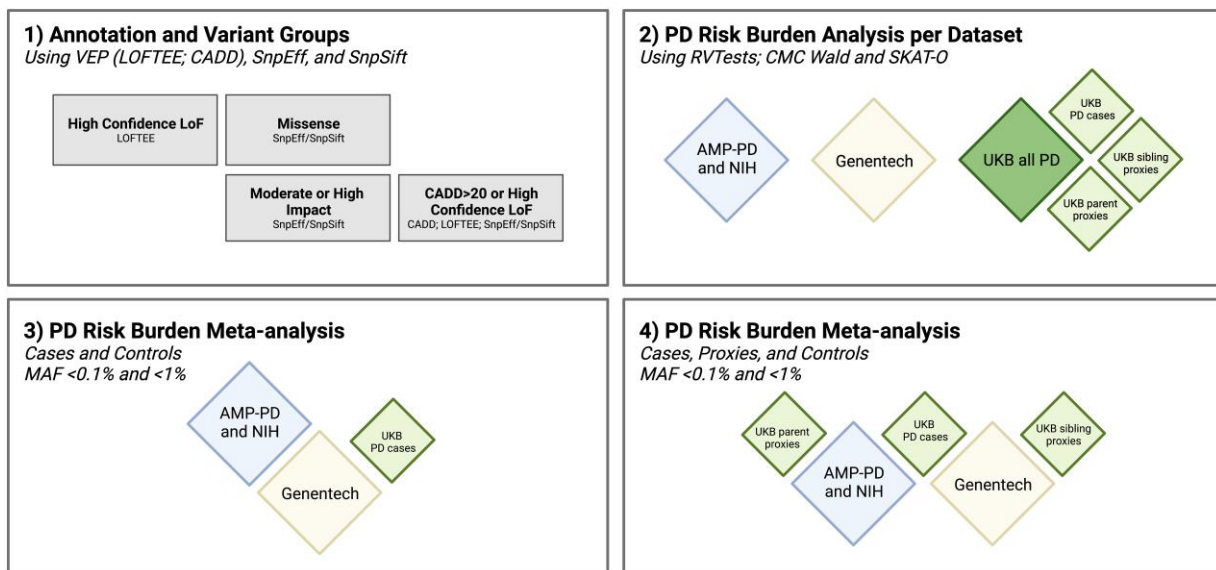 1) Annotation and Variant Groups
Using VEP (LOFTEE; CADD), SnpEff, and SnpSift
High Confidence LoF
LOFTEE
Missense
SnpEff/SnpSift
Moderate or High
Impact
SnpEff/SnpSift
CADD>20 or High
Confidence LoF
CADD; LOFTEE; SnpEff/SnpSift
2) PD Risk Burden Analysis per Dataset
Using RVTests; CMC Wald and SKAT-O
AMP-PD
and NIH
Genentech
UKB all PD
UKB
PD cases
UKB sibling
proxies
UKB parent
proxies
3) PD Risk Burden Meta-analysis
Cases and Controls
MAF <0.1% and <1%
AMP-PD
and NIH
Genentech
UKB
PD cases
4) PD Risk Burden Meta-analysis
Cases, Proxies, and Controls
MAF <0.1% and <1%
UKB parent
proxies
AMP-PD
and NIH
UKB
PD cases
Genentech
UKB sibling
proxies